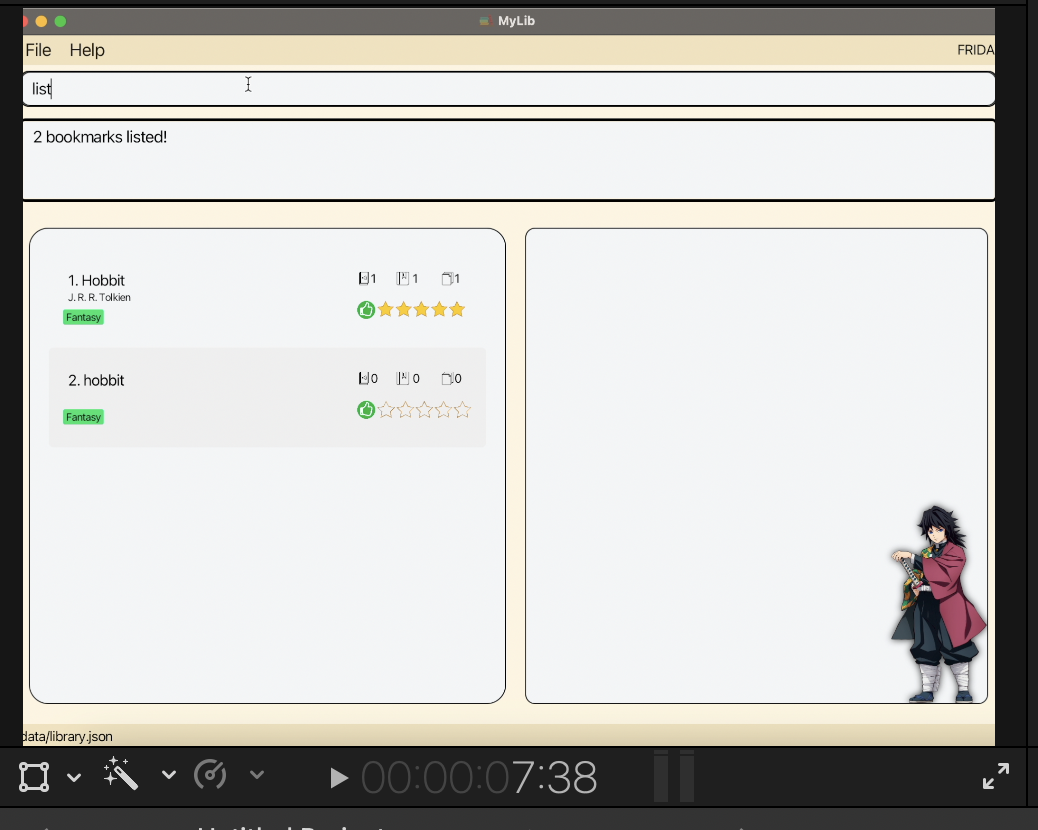 MyLib
File Help FRIDA
list
2 bookmarks listed!
1. Hobbit
J. R. R. Tolkien
Fantasy
1 1 1
2. hobbit
Fantasy
0 0 0
data/library.json
00:00:07:38